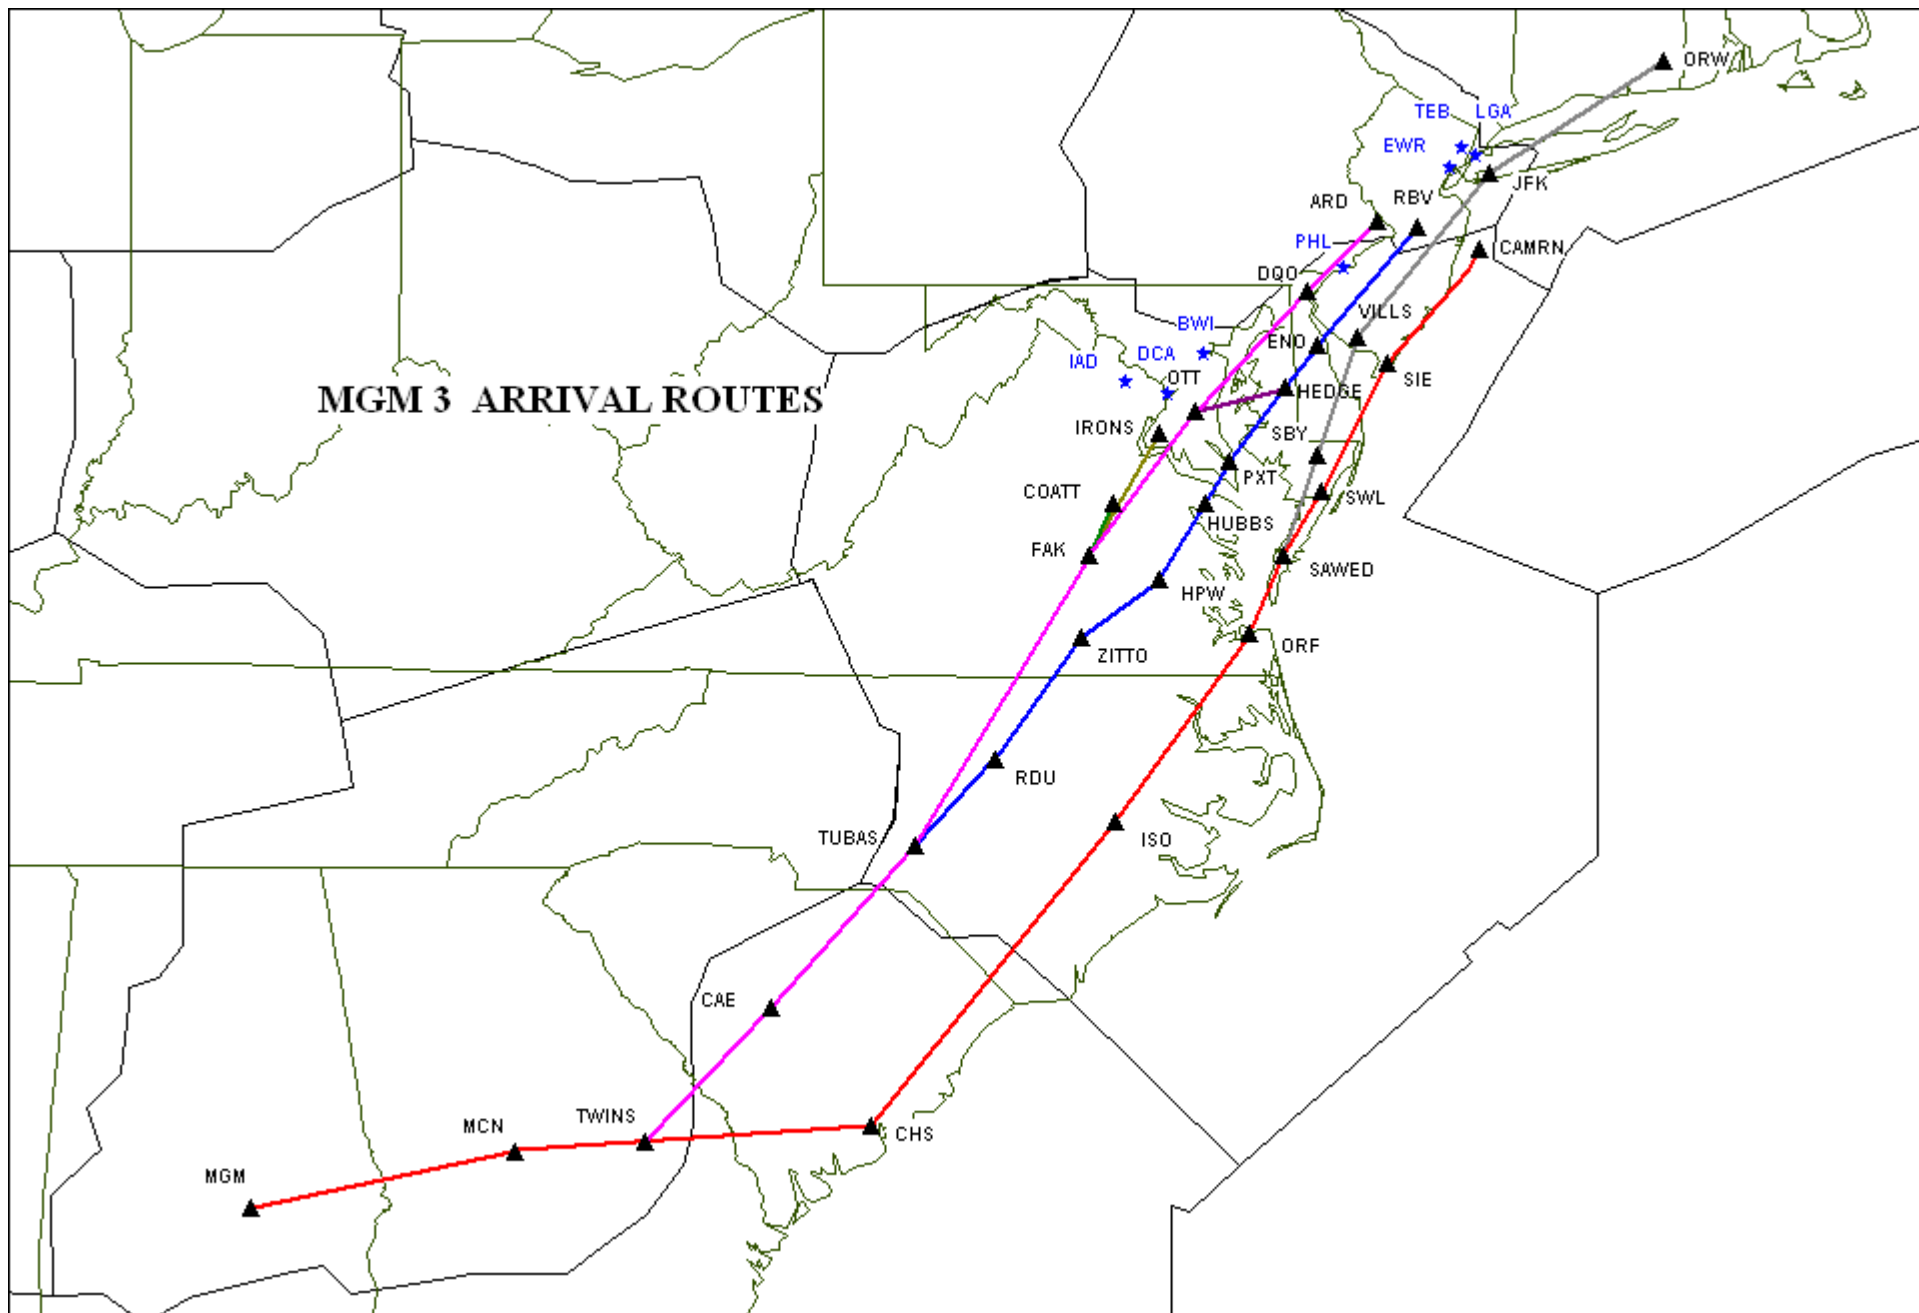 ORW
TEB
LGA
EWR
JFK
ARD
RBV
PHL
CAMRN
DQO
VILLS
BWI
ENO
IAD
DCA
OTT
SIE
HEDGE
MGM 3 ARRIVAL ROUTES
IRONS
SBY
PXT
COATT
SWL
HUBBS
FAK
SAWED
HPW
ORF
ZITTO
RDU
TUBAS
ISO
CAE
TWINS
MCN
CHS
MGM